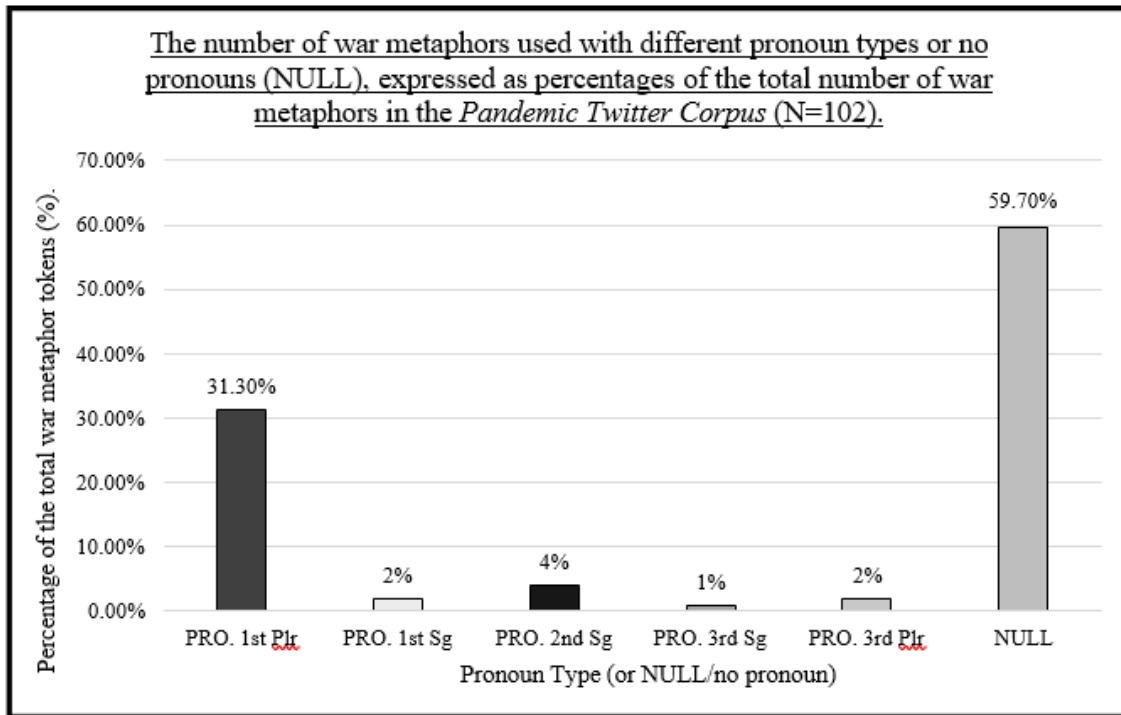 The number of war metaphors used with different pronoun types or no
pronouns (NULL), expressed as percentages of the total number of war
metaphors in the Pandemic Twitter Corpus (N=102).
Percentage of the total war metaphor tokens (%).
70.00%
60.00%
50.00%
40.00%
30.00%
20.00%
10.00%
0.00%
31.30%
2%
4%
1%
2%
59.70%
PRO. 1st Plr
PRO. 1st Sg
PRO. 2nd Sg
PRO. 3rd Sg
PRO. 3rd Plr
NULL
Pronoun Type (or NULL/no pronoun)